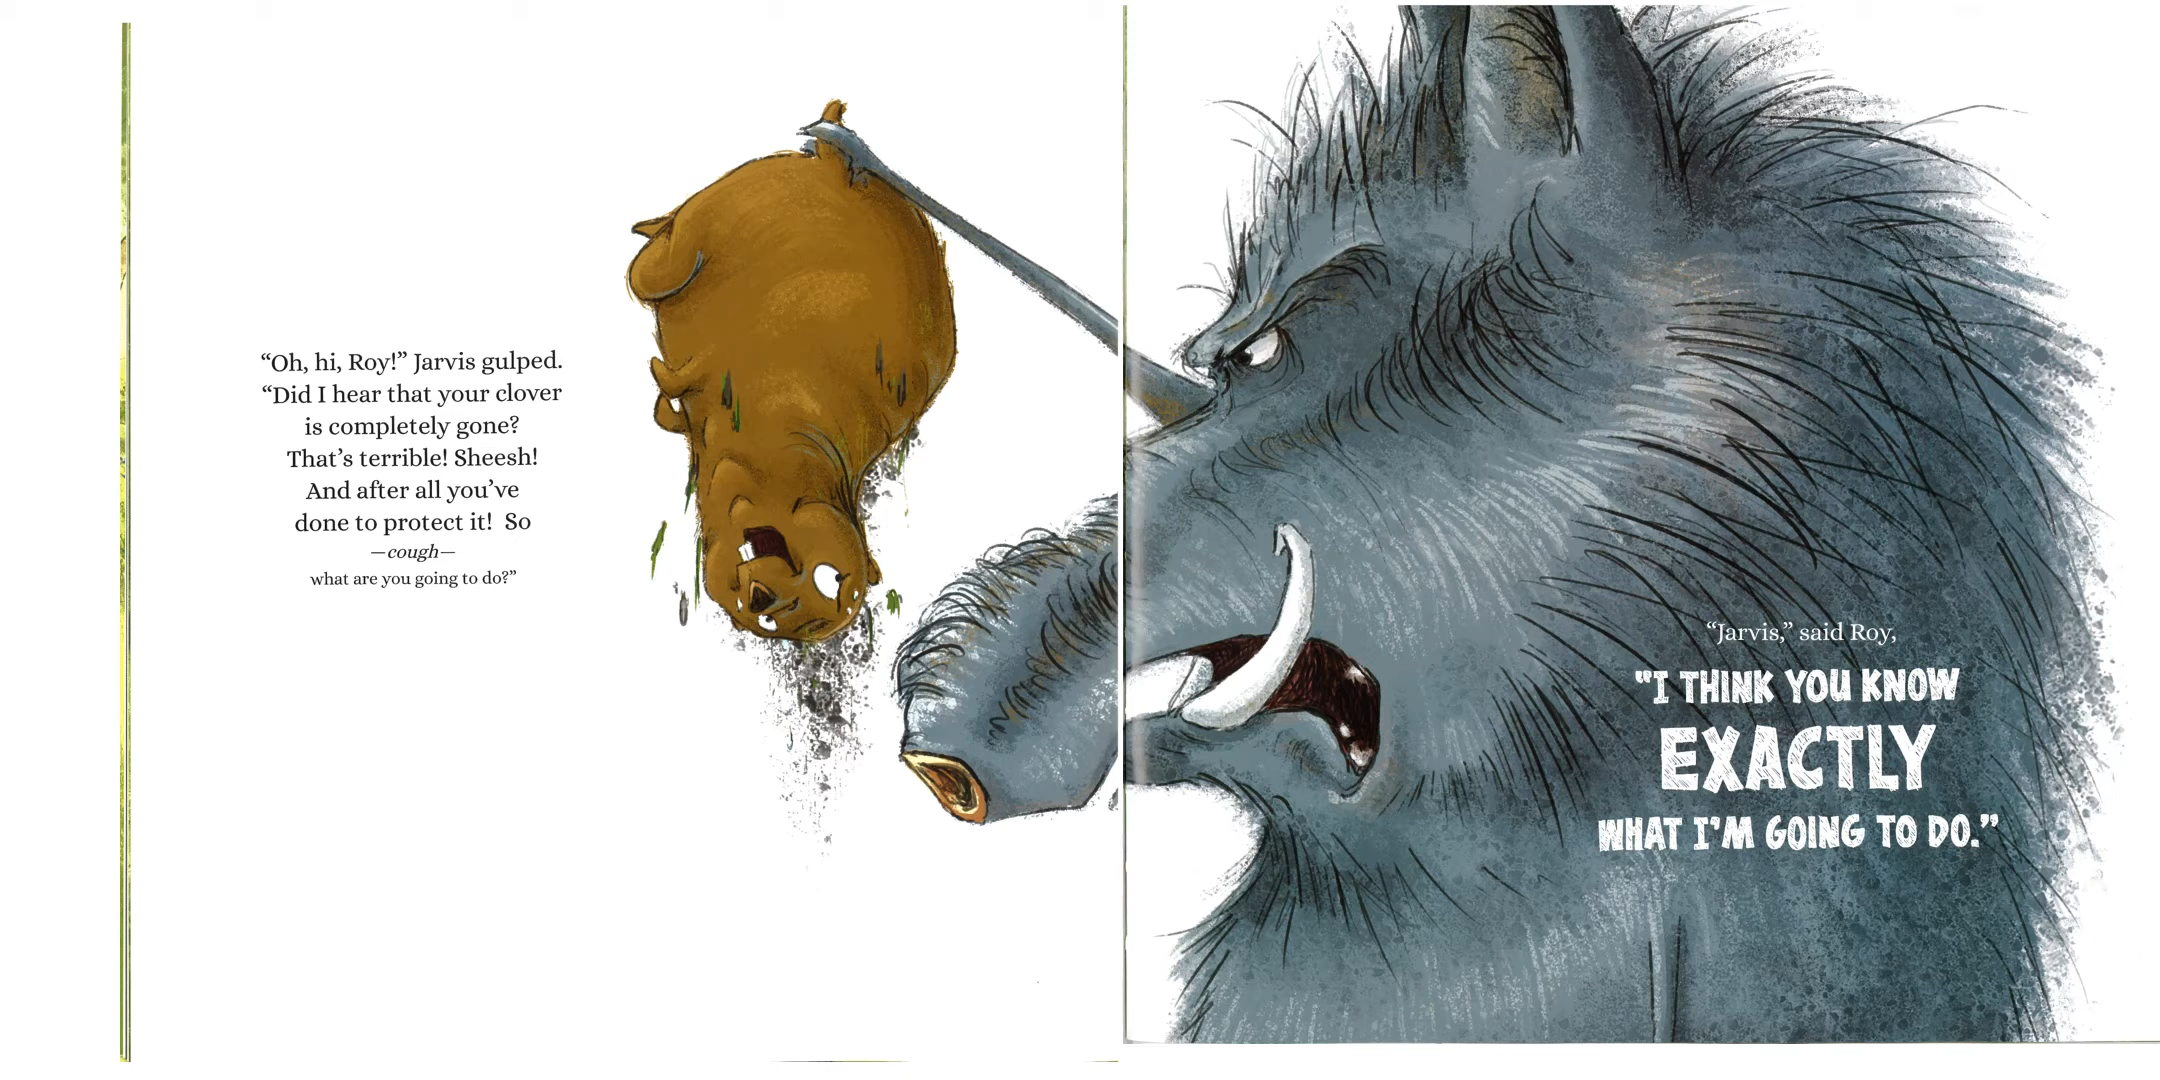 “Oh, hi, Roy!” Jarvis gulped.
“Did I hear that your clover
is completely gone?
That’s terrible! Sheesh!
And after all you’ve
done to protect it!  So
—cough—
what are you going to do?”
“Jarvis,” said Roy,
“I THINK YOU KNOW
EXACTLY
WHAT I’M GOING TO DO.”